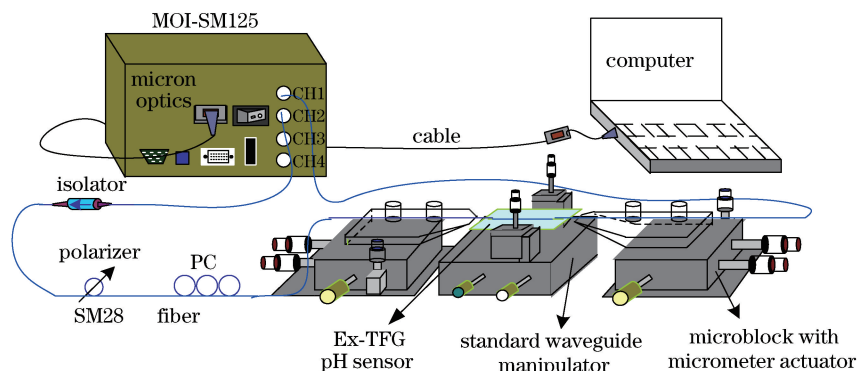 MOI-SM125
micron
optics
CH1
CH2
CH3
CH4
computer
cable
isolator
polarizer
PC
SM28
fiber
Ex-TFG
pH sensor
standard waveguide
manipulator
microblock with
micrometer actuator